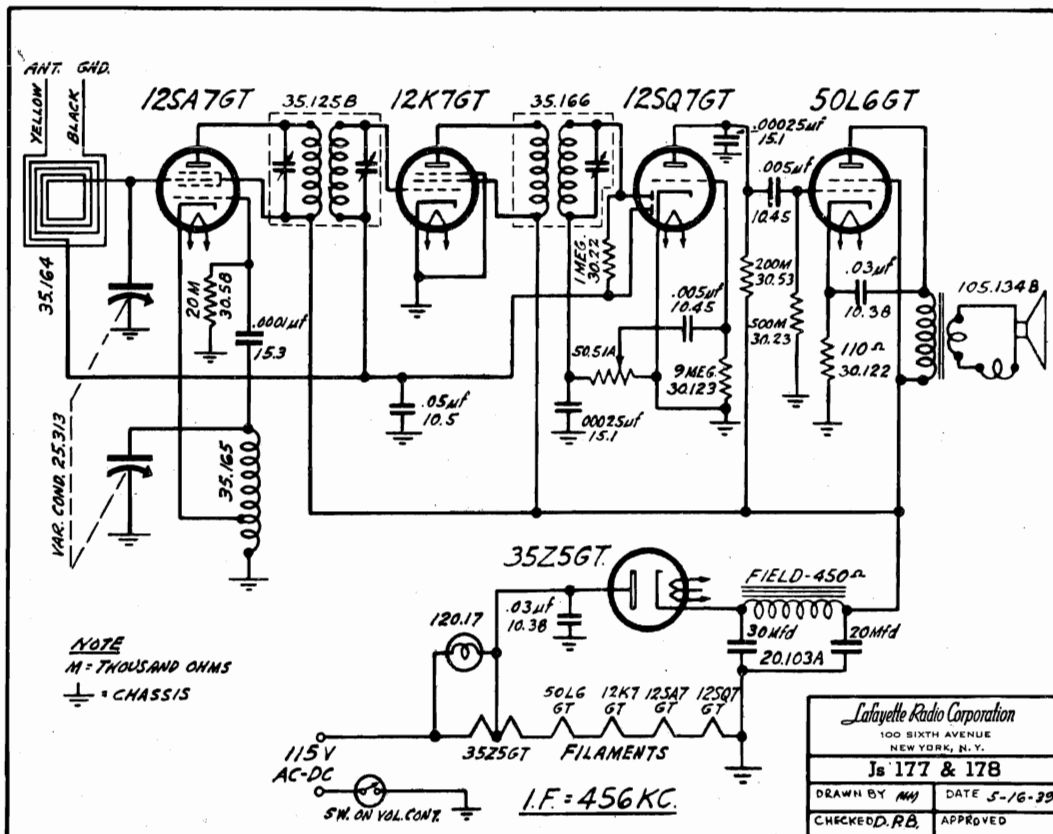 ANT. GND.
YELLOW
BLACK
12SA7GT
35.125B
12K7GT
35.166
12SQ7GT
.00025µf
15.1
50L6GT
.005µf
10.45
35.164
20M
30.58
.0001µf
15.3
1 MEG.
30.22
.005µf
10.45
200M
30.53
500M
30.23
.03µf
10.38
105.134B
50.51A
9 MEG.
30.123
110Ω
30.122
.05µf
10.5
00025µf
15.1
VAR. COND. 25.313
35.165
35Z5GT.
FIELD-450Ω
.03µf
10.38
30Mfd
20Mfd
20.103A
120.17
NOTE
M = THOUSAND OHMS
= CHASSIS
50L6 12K7 12SA7 12SQ7
GT GT GT GT
35Z5GT FILAMENTS
115V
AC-DC
SW. ON VOL.CONT.
I.F. = 456 KC.
Lafayette Radio Corporation
100 SIXTH AVENUE
NEW YORK, N. Y.
Js 177 & 178
DRAWN BY DATE 5-16-39
CHECKED D.RB. APPROVED